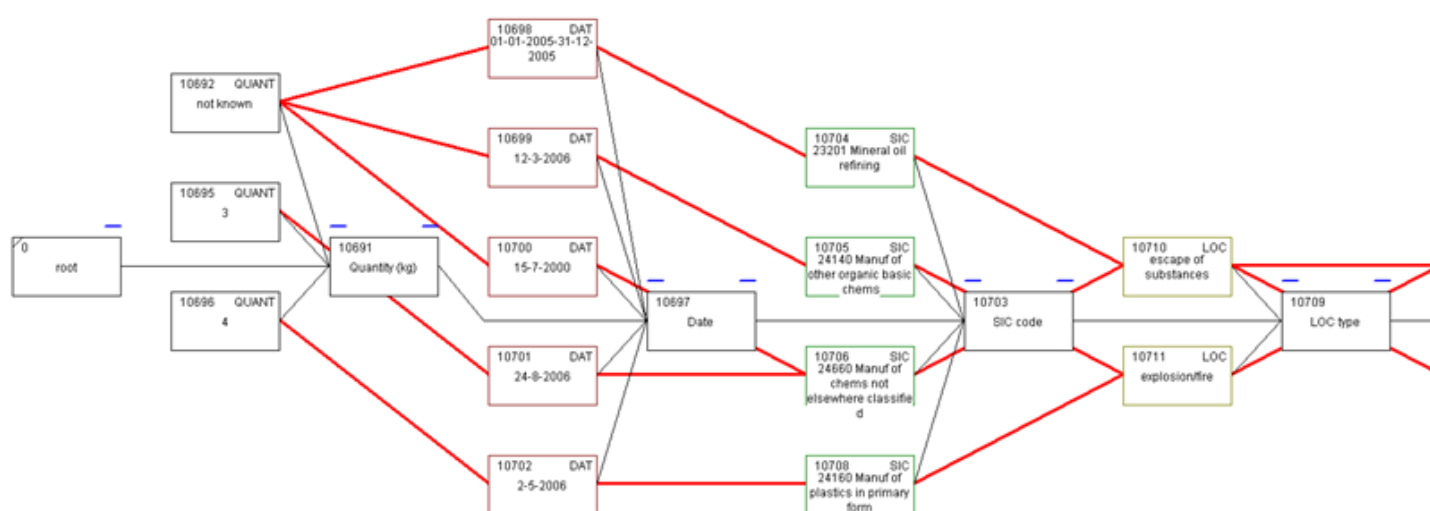 0
root
10692 QUANT
not known
10695 QUANT
3
10696 QUANT
4
10691
Quantity (kg)
10698 DAT
01-01-2005-31-12-
2005
10699 DAT
12-3-2006
10700 DAT
15-7-2000
10701 DAT
24-8-2006
10702 DAT
2-5-2006
10697
Date
10704 SIC
23201 Mineral oil
refining
10705 SIC
24140 Manuf of
other organic basic
chems
10706 SIC
24660 Manuf of
chems not
elsewhere classifie
d
10708 SIC
24160 Manuf of
plastics in primary
form
10703
SIC code
10710 LOC
escape of
substances
10711 LOC
explosion/fire
10709
LOC type